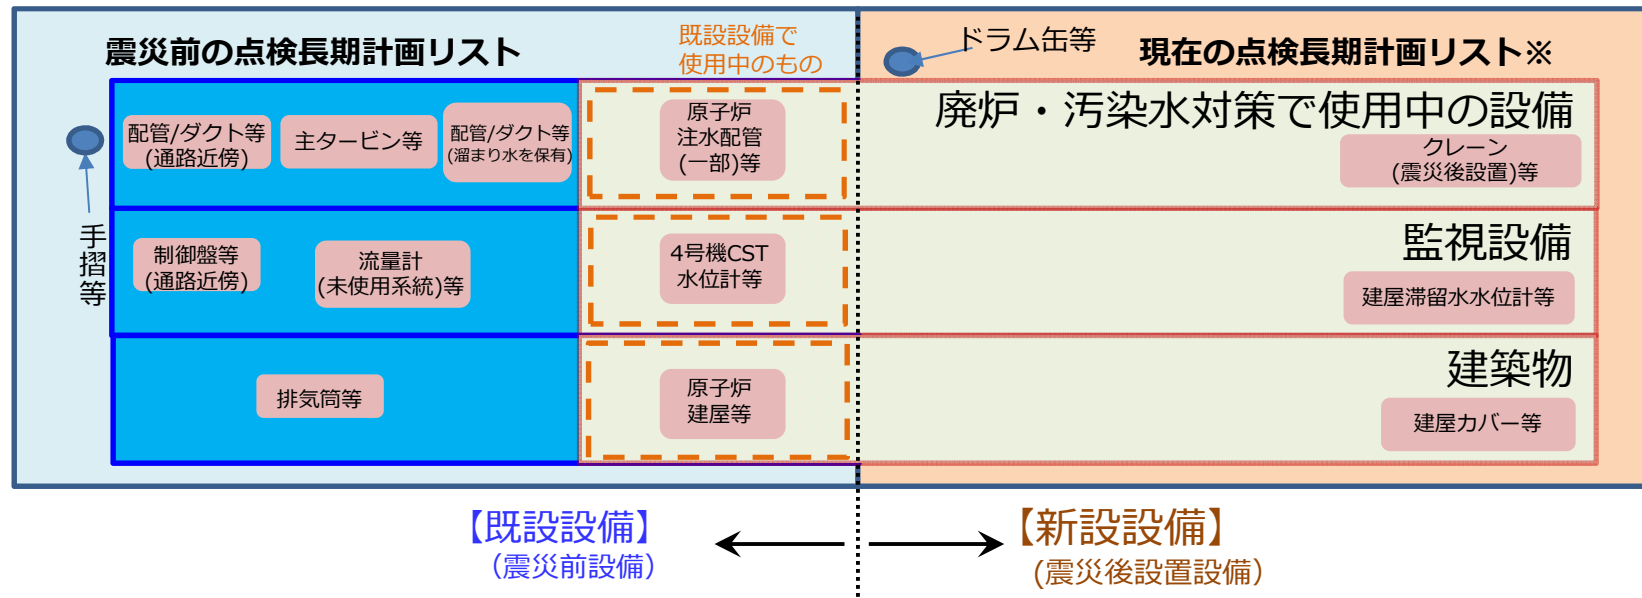 震災前の点検長期計画リスト
既設設備で
使用中のもの
ドラム缶等
現在の点検長期計画リスト※
手摺等
配管/ダクト等
(通路近傍)
主タービン等
配管/ダクト等
(溜まり水を保有)
原子炉
注水配管
(一部)等
廃炉・汚染水対策で使用中の設備
クレーン
(震災後設置)等
制御盤等
(通路近傍)
流量計
(未使用系統)等
4号機CST
水位計等
監視設備
建屋滞留水水位計等
排気筒等
原子炉
建屋等
建築物
建屋カバー等
【既設設備】
（震災前設備）
【新設設備】
(震災後設置設備）